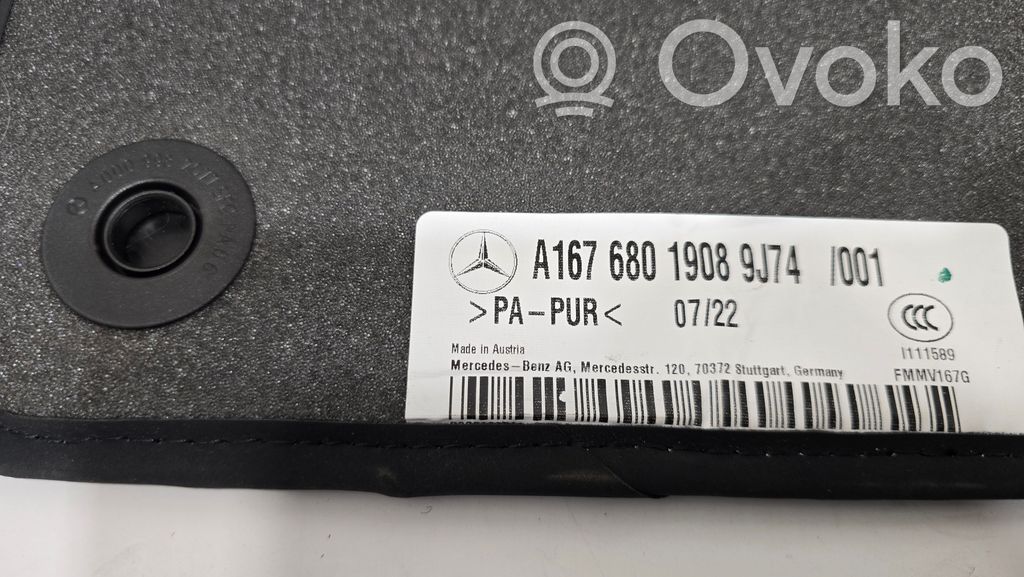 Ovoko
A167 680 1908 9J74 /001
>PA-PUR< 07/22
CCC
Made in Austria
I111589
Mercedes-Benz AG, Mercedesstr. 120, 70372 Stuttgart, Germany
FMMV167G